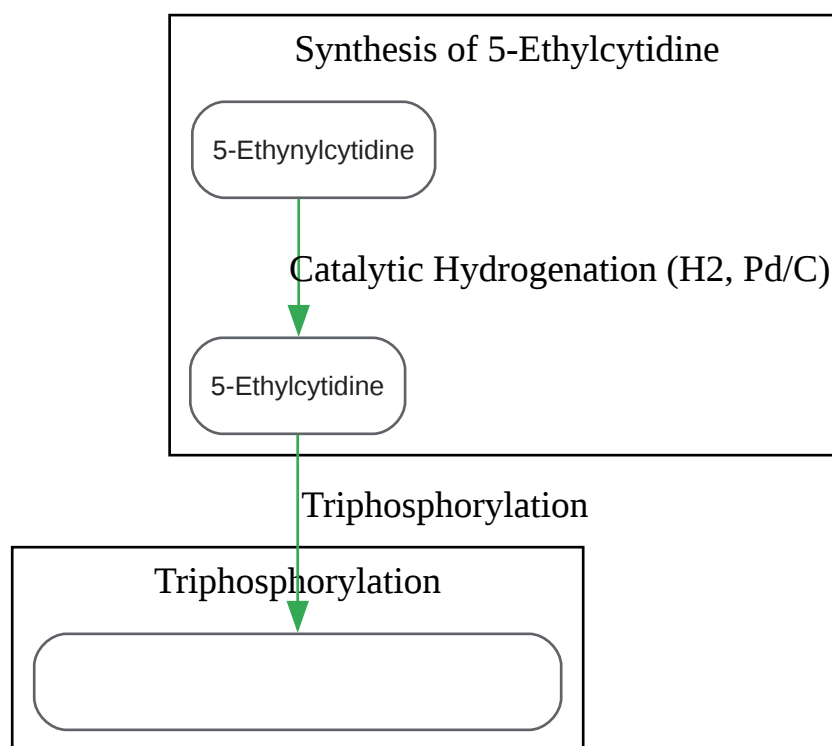 Synthesis of 5-Ethylcytidine
5-Ethynylcytidine
Catalytic Hydrogenation (H2, Pd/C)
5-Ethylcytidine
Triphosphorylation
Triphosphorylation